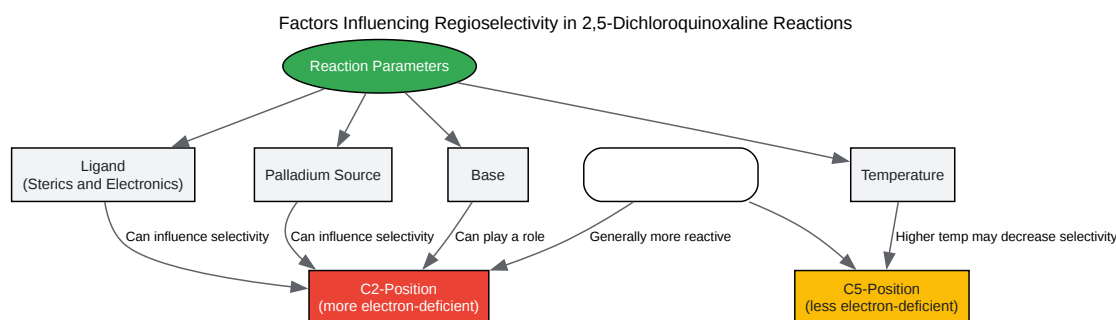 Factors Influencing Regioselectivity in 2,5-Dichloroquinoxaline Reactions
Reaction Parameters
Ligand
(Sterics and Electronics)
Palladium Source
Base
Temperature
Can influence selectivity
Can influence selectivity
Can play a role
Generally more reactive
Higher temp may decrease selectivity
C2-Position
(more electron-deficient)
C5-Position
(less electron-deficient)